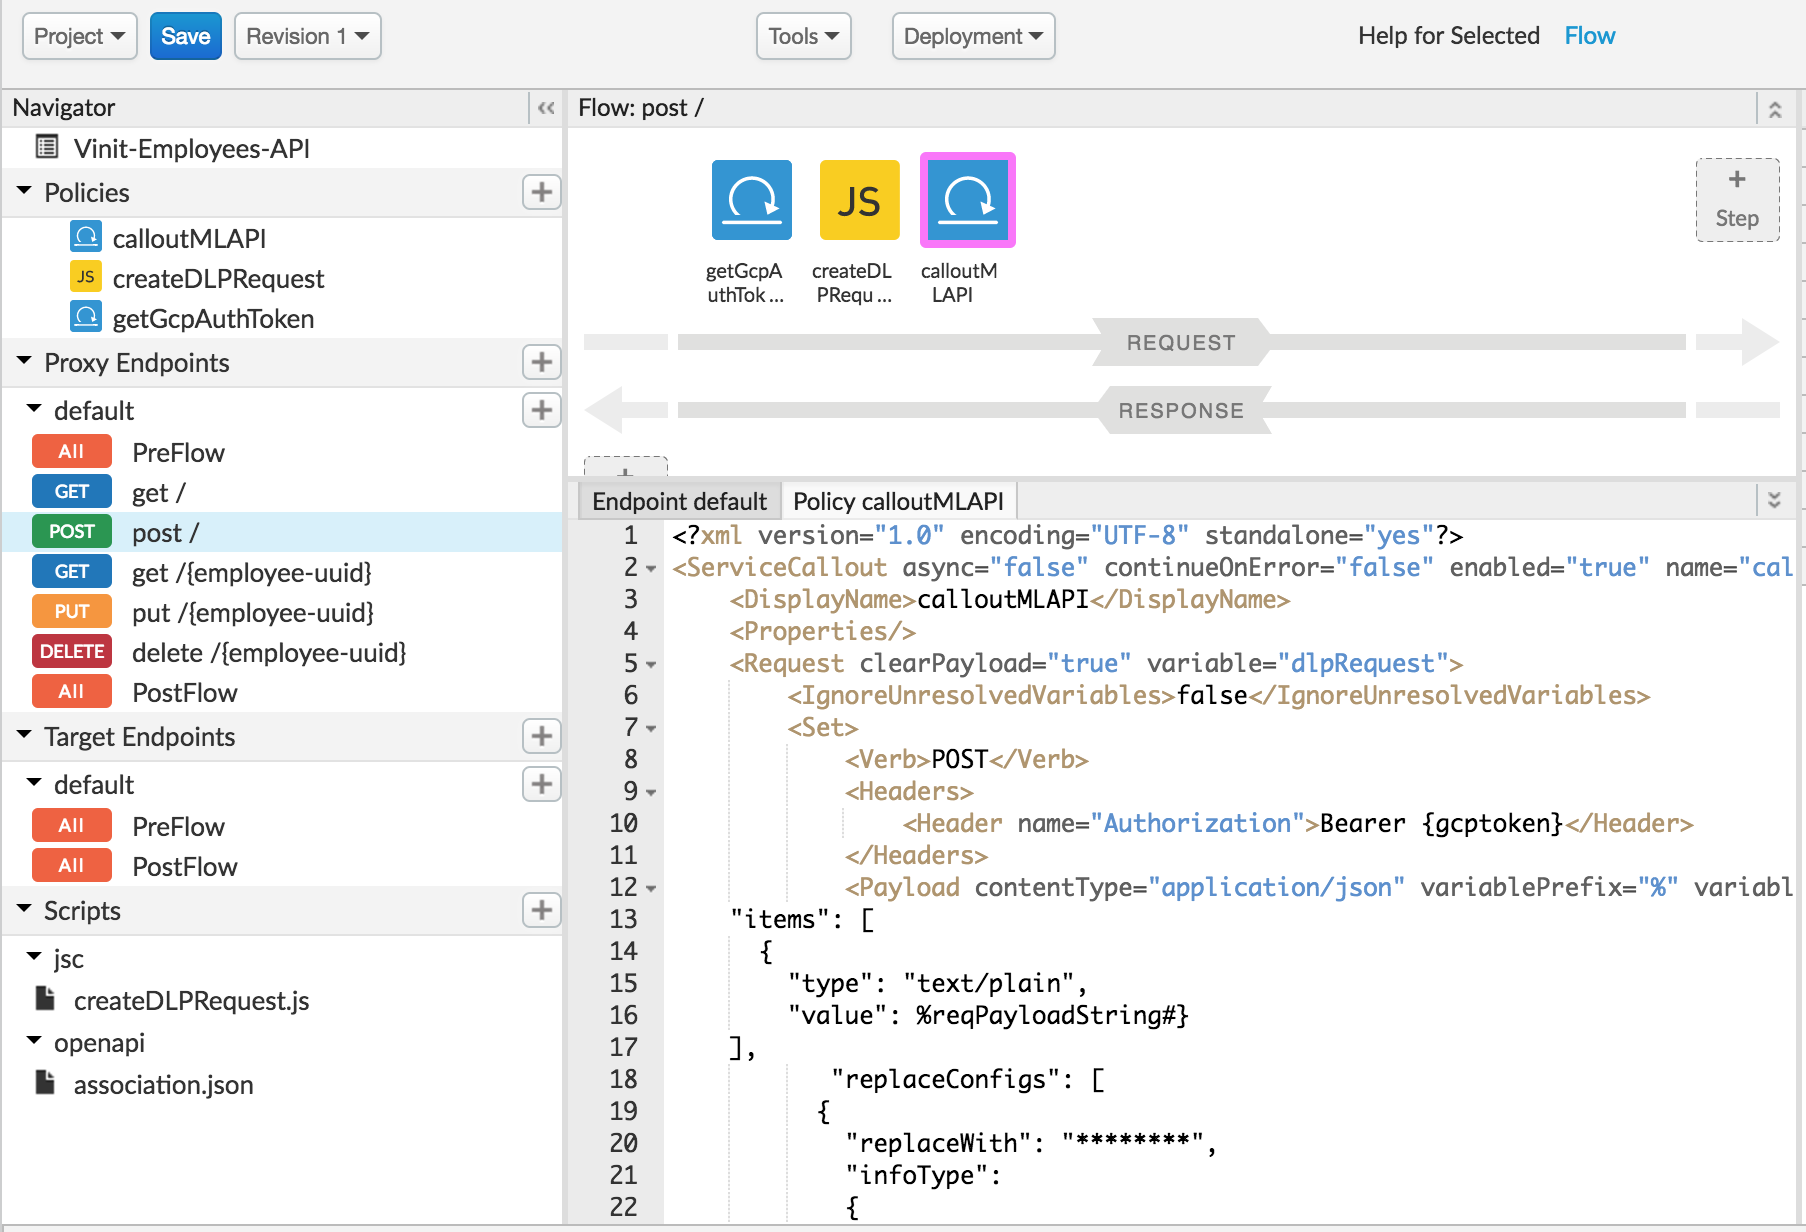 Project
Save
Revision 1
Tools
Deployment
Help for Selected Flow
Navigator
Vinit-Employees-API
Policies
calloutMLAPI
JS createDLPRequest
getGcpAuthToken
Proxy Endpoints
default
All PreFlow
GET get /
POST post /
GET get /{employee-uuid}
PUT put /{employee-uuid}
DELETE delete /{employee-uuid}
All PostFlow
Target Endpoints
default
All PreFlow
All PostFlow
Scripts
jsc
createDLPRequest.js
openapi
association.json
Flow: post /
JS
getGcpA
uthTok ...
createDL
PRequ ...
calloutM
LAPI
+
Step
REQUEST
RESPONSE
Endpoint default
Policy calloutMLAPI
1 <?xml version="1.0" encoding="UTF-8" standalone="yes"?>
2 <ServiceCallout async="false" continueOnError="false" enabled="true" name="cal
3 <DisplayName>calloutMLAPI</DisplayName>
4 <Properties/>
5 <Request clearPayload="true" variable="dlpRequest">
6 <IgnoreUnresolvedVariables>false</IgnoreUnresolvedVariables>
7 <Set>
8 <Verb>POST</Verb>
9 <Headers>
10 <Header name="Authorization">Bearer {gcptoken}</Header>
11 </Headers>
12 <Payload contentType="application/json" variablePrefix="%" variabl
13 "items": [
14 {
15 "type": "text/plain",
16 "value": %reqPayloadString#}
17 ],
18 "replaceConfigs": [
19 {
20 "replaceWith": "********",
21 "infoType":
22 {